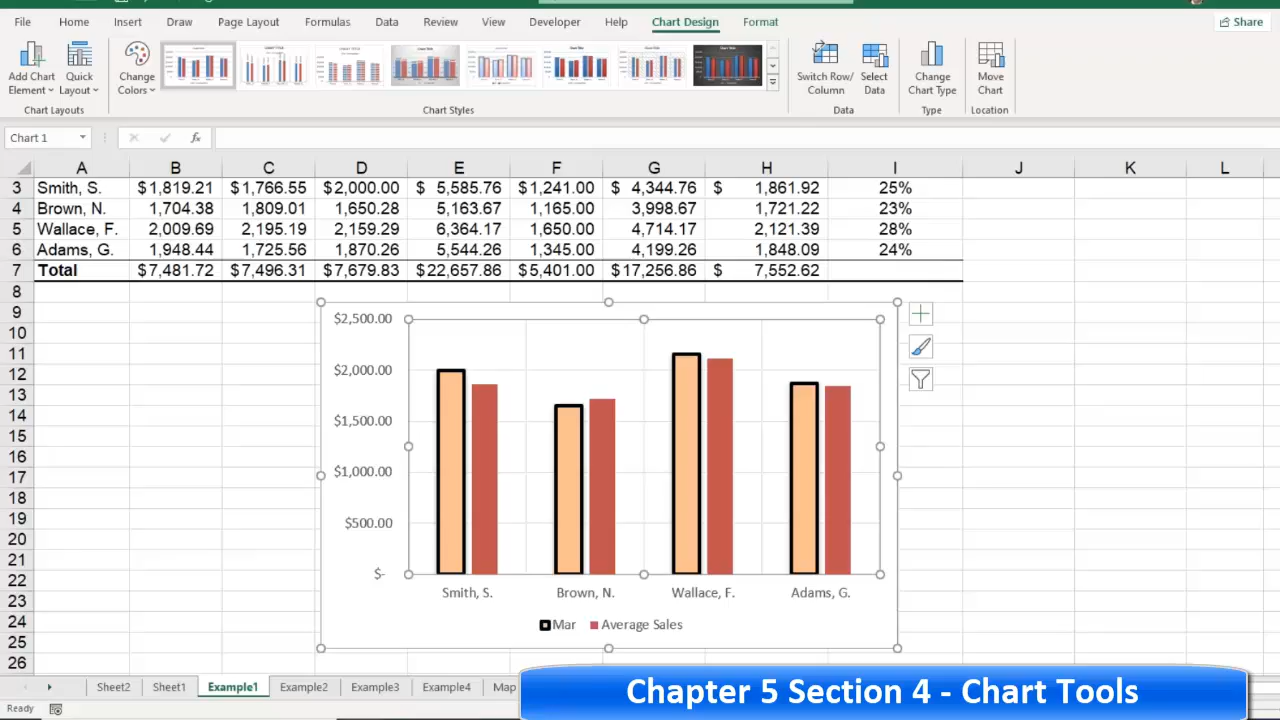 File Home Insert Draw Page Layout Formulas Data Review View Developer Help Chart Design Format Share
Add Chart Element Quick Layout Change Colors Switch Row/ Column Select Data Change Chart Type Move Chart
Chart Layouts Chart Styles Data Type Location
Chart 1 fx
A B C D E F G H I J K L
3 Smith, S. $1,819.21 $1,766.55 $2,000.00 $ 5,585.76 $1,241.00 $ 4,344.76 $ 1,861.92 25%
4 Brown, N. 1,704.38 1,809.01 1,650.28 5,163.67 1,165.00 3,998.67 1,721.22 23%
5 Wallace, F. 2,009.69 2,195.19 2,159.29 6,364.17 1,650.00 4,714.17 2,121.39 28%
6 Adams, G. 1,948.44 1,725.56 1,870.26 5,544.26 1,345.00 4,199.26 1,848.09 24%
7 Total $7,481.72 $7,496.31 $7,679.83 $22,657.86 $5,401.00 $17,256.86 $ 7,552.62
8
9
10
11
12
13
14
15
16
17
18
19
20
21
22
23
24
25
26
$2,500.00
$2,000.00
$1,500.00
$1,000.00
$500.00
$-
Smith, S. Brown, N. Wallace, F. Adams, G.
Mar Average Sales
Sheet2 Sheet1 Example1 Example2 Example3 Example4 Map
Chapter 5 Section 4 - Chart Tools
Ready